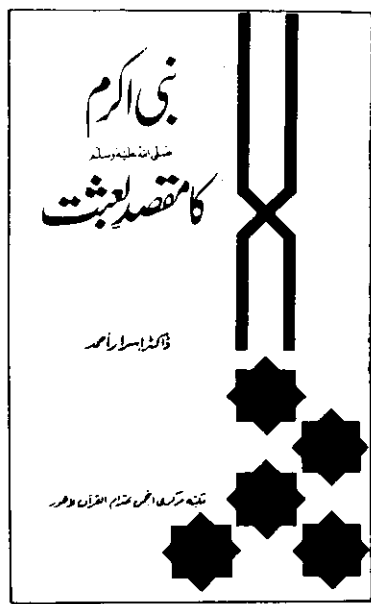 نبی اکرم
صلی اللہ علیہ وسلم
کا مقصدِ بعثت
ڈاکٹر اسرار احمد
مکتبہ مرکزی انجمن خدام القرآن لاہور